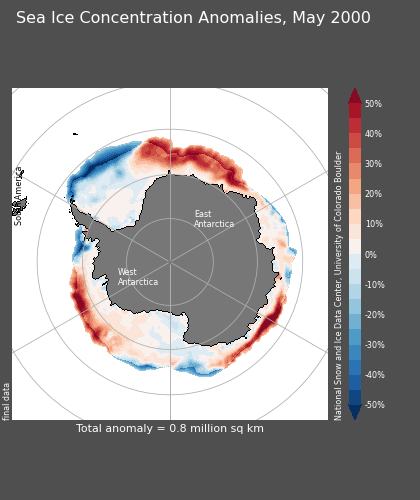 Sea Ice Concentration Anomalies, May 2000
South America
East
Antarctica
West
Antarctica
50%
40%
30%
20%
10%
0%
-10%
-20%
-30%
-40%
-50%
National Snow and Ice Data Center, University of Colorado Boulder
final data
Total anomaly = 0.8 million sq km